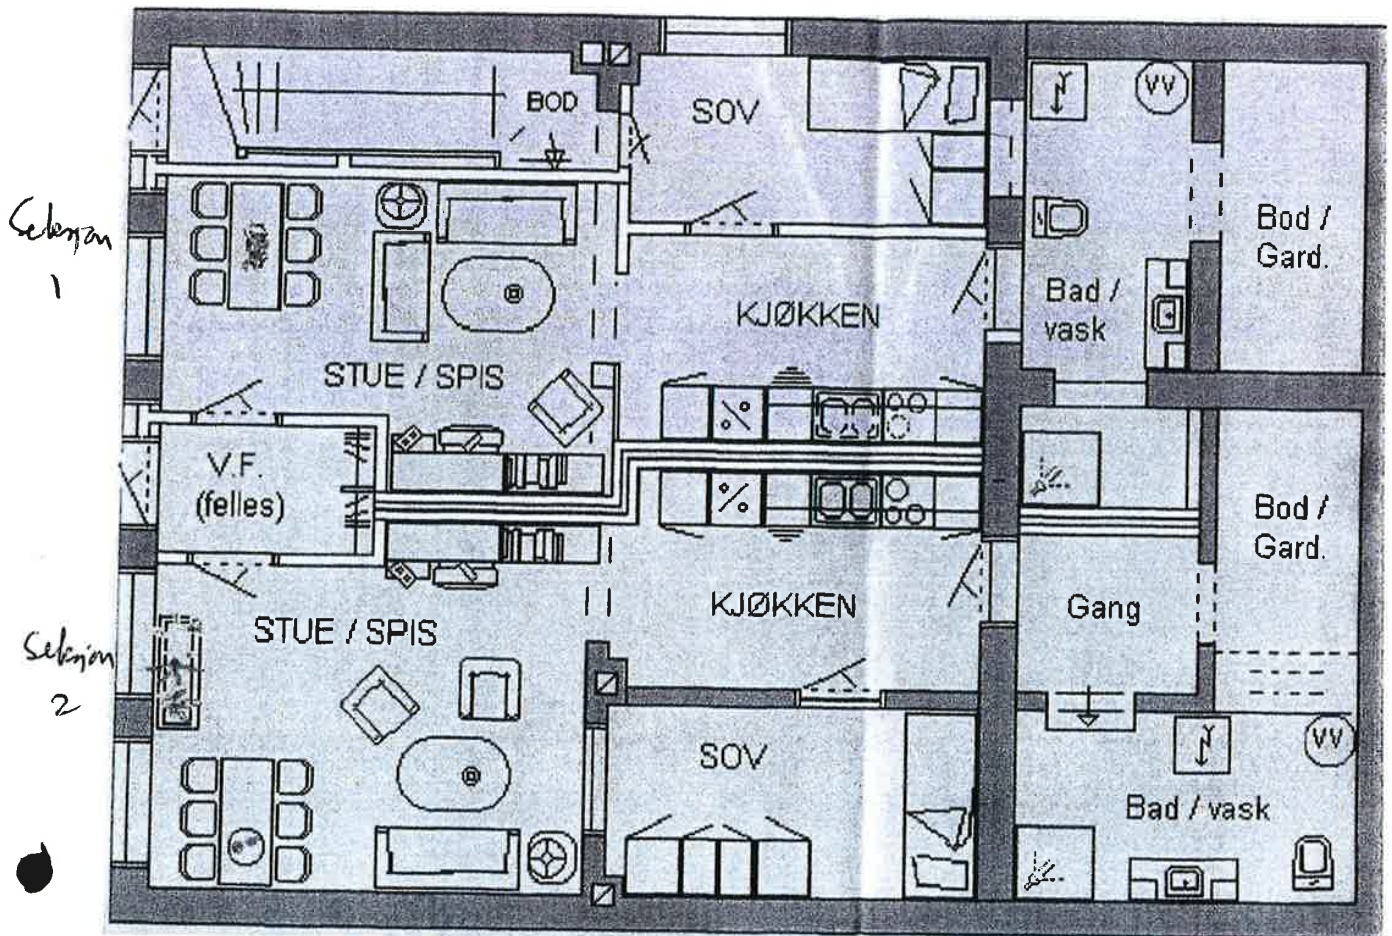 BOD
SOV
VV
Seksjon
1
Bod /
Gard.
Bad /
vask
KJØKKEN
STUE / SPIS
V.F.
(felles)
Bod /
Gard.
KJØKKEN
Gang
STUE / SPIS
Seksjon
2
SOV
VV
Bad / vask